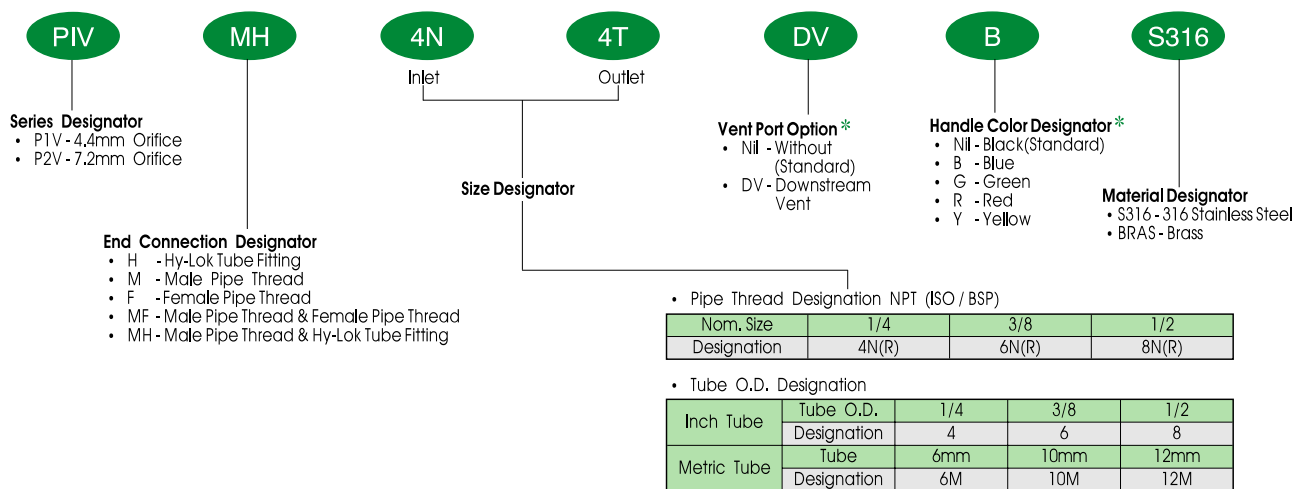 PIV MH 4N 4T DV B S316
Inlet Outlet
Series Designator
• P1V - 4.4mm Orifice
• P2V - 7.2mm Orifice
End Connection Designator
• H - Hy-Lok Tube Fitting
• M - Male Pipe Thread
• F - Female Pipe Thread
• MF - Male Pipe Thread & Female Pipe Thread
• MH - Male Pipe Thread & Hy-Lok Tube Fitting
Size Designator
Vent Port Option *
• Nil - Without
(Standard)
• DV - Downstream
Vent
Handle Color Designator *
• Nil - Black(Standard)
• B - Blue
• G - Green
• R - Red
• Y - Yellow
Material Designator
• S316 - 316 Stainless Steel
• BRAS - Brass
• Pipe Thread Designation NPT (ISO / BSP)
Nom. Size 1/4 3/8 1/2
Designation 4N(R) 6N(R) 8N(R)
• Tube O.D. Designation
Inch Tube Tube O.D. 1/4 3/8 1/2
Designation 4 6 8
Metric Tube Tube 6mm 10mm 12mm
Designation 6M 10M 12M